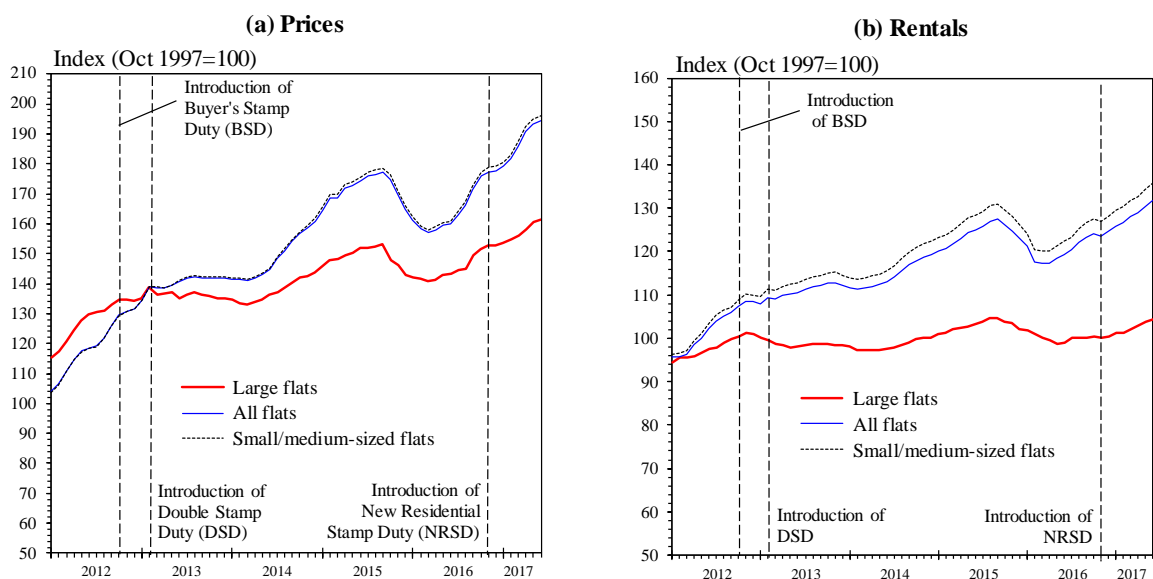 (a) Prices
Index (Oct 1997=100)
210
200
190
180
170
160
150
140
130
120
110
100
90
80
70
60
50
Introduction of
Buyer's Stamp
Duty (BSD)
Large flats
All flats
Small/medium-sized flats
Introduction of
Double Stamp
Duty (DSD)
Introduction of
New Residential
Stamp Duty (NRSD)
2012 2013 2014 2015 2016 2017
(b) Rentals
Index (Oct 1997=100)
160
150
140
130
120
110
100
90
80
70
60
50
Introduction
of BSD
Large flats
All flats
Small/medium-sized flats
Introduction of
DSD
Introduction of
NRSD
2012 2013 2014 2015 2016 2017